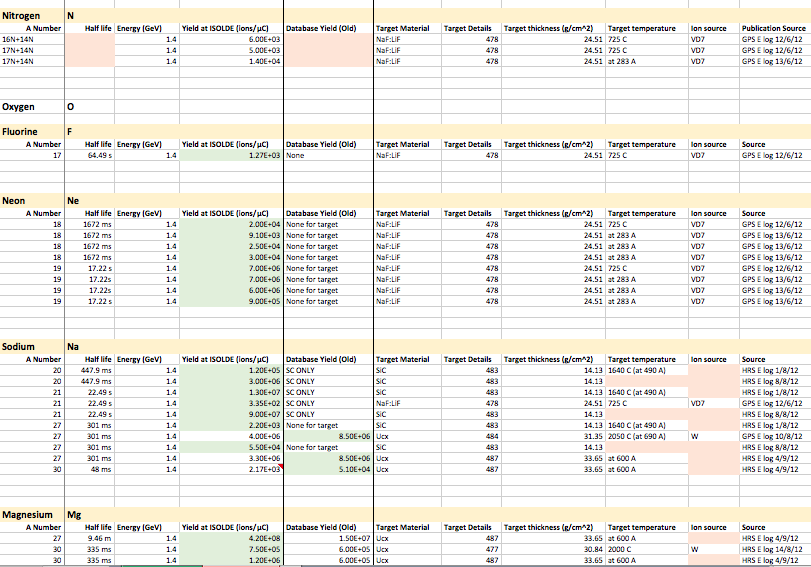 Nitrogen N
A Number Half life Energy (GeV) Yield at ISOLDE (ions/μC) Database Yield (Old) Target Material Target Details Target thickness (g/cm^2) Target temperature Ion source Publication Source
16N+14N 1.4 6.00E+03 NaF:LiF 478 24.51 725 C VD7 GPS E log 12/6/12
17N+14N 1.4 5.00E+03 NaF:LiF 478 24.51 725 C VD7 GPS E log 12/6/12
17N+14N 1.4 1.40E+04 NaF:LiF 478 24.51 at 283 A VD7 GPS E log 13/6/12
Oxygen O
Fluorine F
A Number Half life Energy (GeV) Yield at ISOLDE (ions/μC) Database Yield (Old) Target Material Target Details Target thickness (g/cm^2) Target temperature Ion source Source
17 64.49 s 1.4 1.27E+03 None NaF:LiF 478 24.51 725 C VD7 GPS E log 12/6/12
Neon Ne
A Number Half life Energy (GeV) Yield at ISOLDE (ions/μC) Database Yield (Old) Target Material Target Details Target thickness (g/cm^2) Target temperature Ion source Source
18 1672 ms 1.4 2.00E+04 None for target NaF:LiF 478 24.51 725 C VD7 GPS E log 12/6/12
18 1672 ms 1.4 9.10E+03 None for target NaF:LiF 478 24.51 at 283 A VD7 GPS E log 13/6/12
18 1672 ms 1.4 2.50E+04 None for target NaF:LiF 478 24.51 at 283 A VD7 GPS E log 13/6/12
18 1672 ms 1.4 3.00E+04 None for target NaF:LiF 478 24.51 at 283 A VD7 GPS E log 13/6/12
19 17.22 s 1.4 7.00E+06 None for target NaF:LiF 478 24.51 725 C VD7 GPS E log 12/6/12
19 17.22s 1.4 7.00E+06 None for target NaF:LiF 478 24.51 at 283 A VD7 GPS E log 13/6/12
19 17.22s 1.4 6.00E+06 None for target NaF:LiF 478 24.51 at 283 A VD7 GPS E log 13/6/12
19 17.22 s 1.4 9.00E+05 None for target NaF:LiF 478 24.51 at 283 A VD7 GPS E log 13/6/12
Sodium Na
A Number Half life Energy (GeV) Yield at ISOLDE (ions/μC) Database Yield (Old) Target Material Target Details Target thickness (g/cm^2) Target temperature Ion source Source
20 447.9 ms 1.4 1.20E+05 SC ONLY SiC 483 14.13 1640 C (at 490 A) HRS E log 1/8/12
20 447.9 ms 1.4 3.00E+06 SC ONLY SiC 483 14.13 HRS E log 8/8/12
21 22.49 s 1.4 1.30E+07 SC ONLY SiC 483 14.13 1640 C (at 490 A) HRS E log 1/8/12
21 22.49 s 1.4 3.35E+02 SC ONLY NaF:LiF 478 24.51 725 C VD7 GPS E log 12/6/12
21 22.49 s 1.4 9.00E+07 SC ONLY SiC 483 14.13 HRS E log 8/8/12
27 301 ms 1.4 2.20E+03 None for target SiC 483 14.13 1640 C (at 490 A) HRS E log 1/8/12
27 301 ms 1.4 4.00E+06 8.50E+06 Ucx 484 31.35 2050 C (at 690 A) W GPS E log 10/8/12
27 301 ms 1.4 5.50E+04 None for target SiC 483 14.13 HRS E log 8/8/12
27 301 ms 1.4 3.30E+06 8.50E+06 Ucx 487 33.65 at 600 A HRS E log 4/9/12
30 48 ms 1.4 2.17E+03 5.10E+04 Ucx 487 33.65 at 600 A HRS E log 4/9/12
Magnesium Mg
A Number Half life Energy (GeV) Yield at ISOLDE (ions/μC) Database Yield (Old) Target Material Target Details Target thickness (g/cm^2) Target temperature Ion source Source
27 9.46 m 1.4 4.20E+08 1.50E+07 Ucx 487 33.65 at 600 A HRS E log 4/9/12
30 335 ms 1.4 7.50E+05 6.00E+05 Ucx 477 30.84 2000 C W HRS E log 14/8/12
30 335 ms 1.4 1.20E+06 6.00E+05 Ucx 487 33.65 at 600 A HRS E log 4/9/12